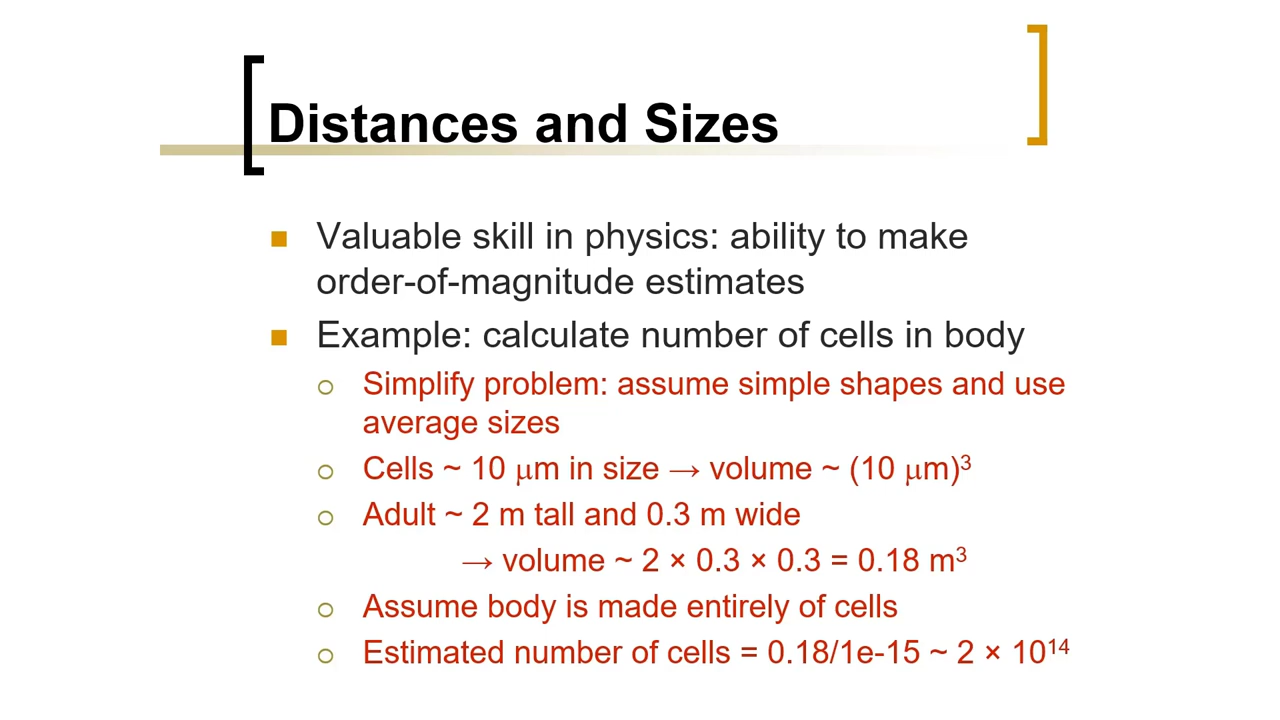 Distances and Sizes
Valuable skill in physics: ability to make
order-of-magnitude estimates
Example: calculate number of cells in body
Simplify problem: assume simple shapes and use
average sizes
Cells ~ 10 μm in size → volume ~ (10 μm)³
Adult ~ 2 m tall and 0.3 m wide
→ volume ~ 2 × 0.3 × 0.3 = 0.18 m³
Assume body is made entirely of cells
Estimated number of cells = 0.18/1e-15 ~ 2 × 10¹⁴